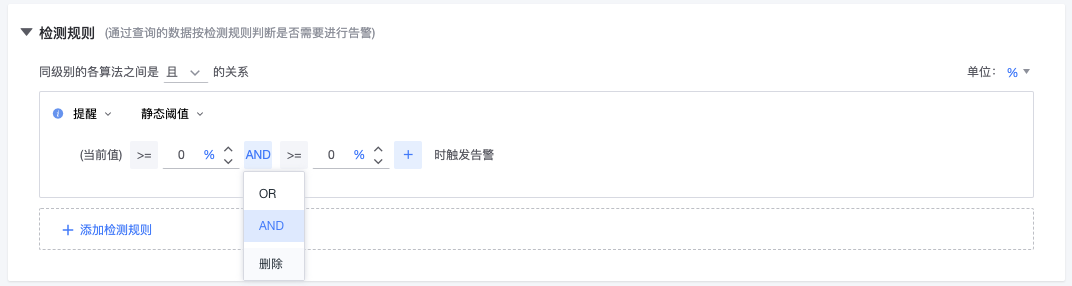 检测规则 (通过查询的数据按检测规则判断是否需要进行告警)
同级别的各算法之间是 且 的关系 单位： %
提醒 静态阈值
(当前值) >= 0 % AND >= 0 % + 时触发告警
OR
AND
删除
+ 添加检测规则